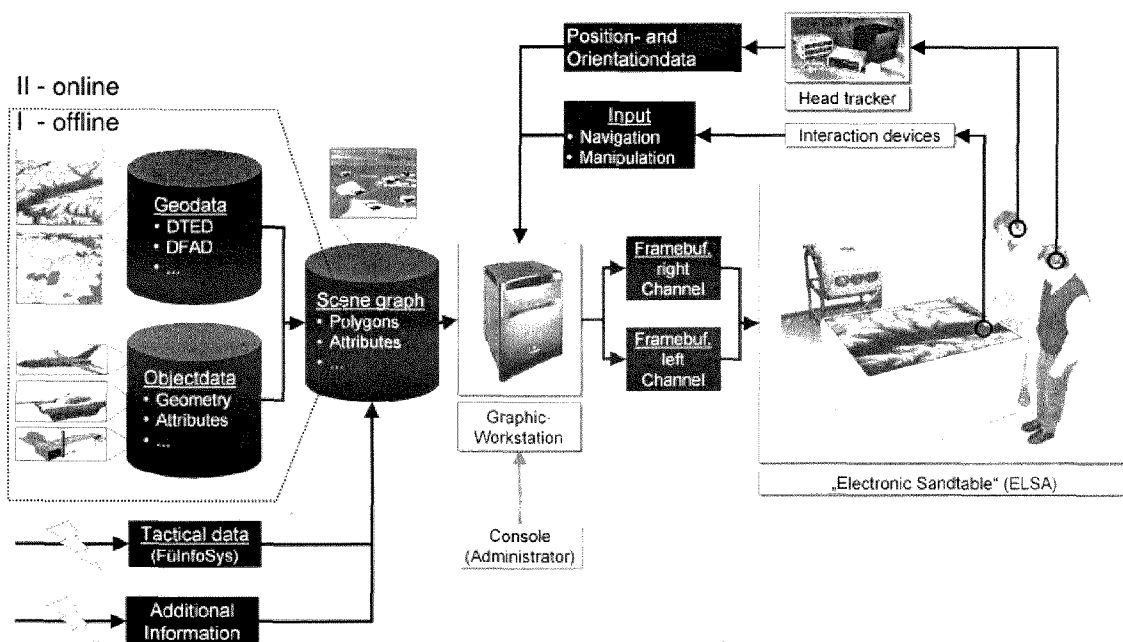 II - online
I - offline
Geodata
• DTED
• DFAD
• ...
Objectdata
• Geometry
• Attributes
• ...
Scene graph
• Polygons
• Attributes
• ...
Tactical data
(FüInfoSys)
Additional
Information
Position- and
Orientationdata
Input
• Navigation
• Manipulation
Head tracker
Interaction devices
Graphic-
Workstation
Console
(Administrator)
Framebuf.
right
Channel
Framebuf.
left
Channel
„Electronic Sandtable“ (ELSA)